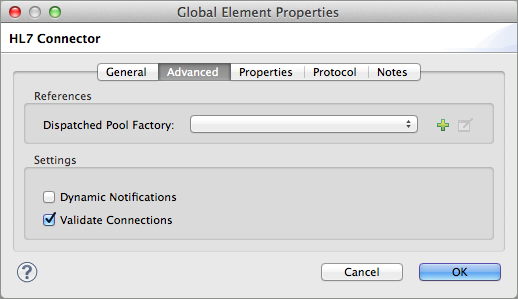 Global Element Properties
HL7 Connector
General Advanced Properties Protocol Notes
References
Dispatched Pool Factory:
Settings
Dynamic Notifications
Validate Connections
? Cancel OK